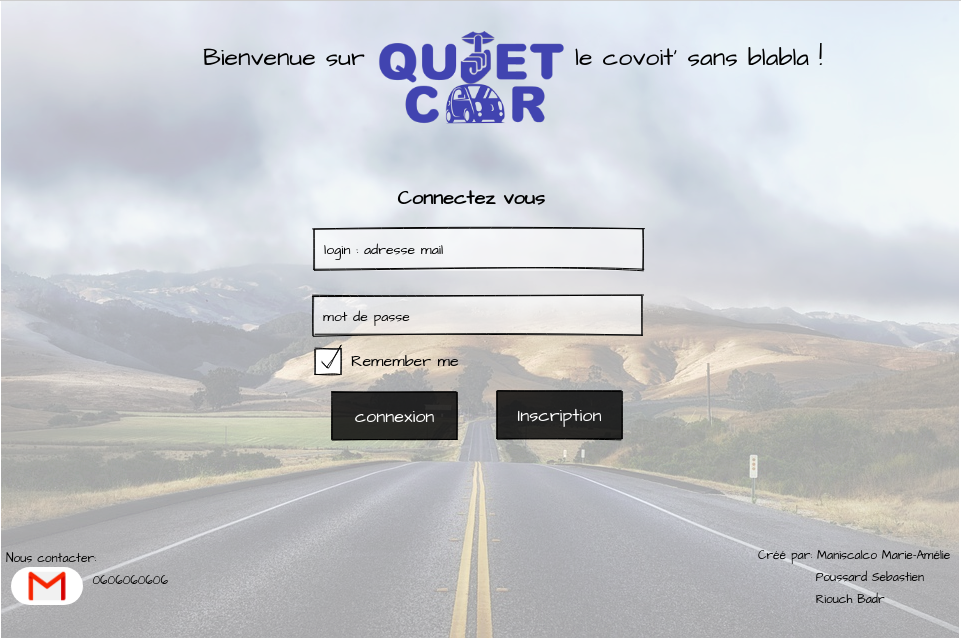 Bienvenue sur QUIET le covoit' sans blabla !
CAR
Connectez vous
login : adresse mail
mot de passe
Remember me
connexion Inscription
Nous contacter:
0606060606
Créé par: Maniscalco Marie-Amélie
Poussard Sebastien
Riouch Badr